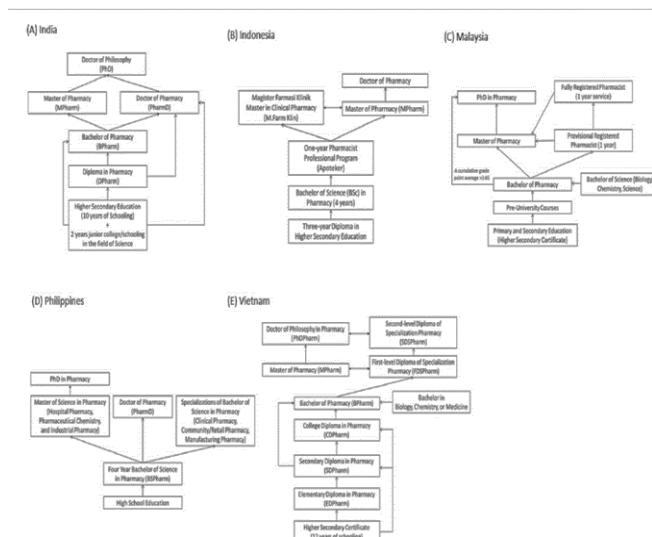 (A) India
Doctor of Philosophy
(PhD)
Master of Pharmacy
(MPharm)
Doctor of Pharmacy
(PharmD)
Bachelor of Pharmacy
(BPharm)
Diploma in Pharmacy
(DPharm)
Higher Secondary Education
(10 years of Schooling)
2 years junior college/schooling
in the field of Science
(B) Indonesia
Doctor of Pharmacy
Magister Farmasi Klinik
Master in Clinical Pharmacy
(M.Farm Klin)
Master of Pharmacy (MPharm)
One-year Pharmacist
Professional Program
(Apoteker)
Bachelor of Science (BSc) in
Pharmacy (4 years)
Three-year Diploma in
Higher Secondary Education
(C) Malaysia
PhD in Pharmacy
Fully Registered Pharmacist
(1 year service)
Master of Pharmacy
Provisional Registered
Pharmacist (1 year)
A cumulative grade
point average
Bachelor of Pharmacy
Bachelor of Science (Biology,
Chemistry, Science)
Pre-University Courses
Primary and Secondary Education
(Higher Secondary Certificate)
(D) Philippines
PhD in Pharmacy
Master of Science in Pharmacy
(Hospital Pharmacy,
Pharmaceutical Chemistry,
and Industrial Pharmacy)
Doctor of Pharmacy
(PharmD)
Specializations of Bachelor of
Science in Pharmacy
(Clinical Pharmacy,
Community/Retail Pharmacy,
Manufacturing Pharmacy)
Four Year Bachelor of Science
in Pharmacy (BSPharm)
High School Education
(E) Vietnam
Doctor of Philosophy in Pharmacy
(PhDPharm)
Second-level Diploma of
Specialization Pharmacy
(SDSPharm)
Master of Pharmacy (MPharm)
First-level Diploma of Specialization
Pharmacy (FDSPharm)
Bachelor of Pharmacy (BPharm)
Bachelor in
Biology, Chemistry, or Medicine
College Diploma in Pharmacy
(CDPharm)
Secondary Diploma in Pharmacy
(SDPharm)
Elementary Diploma in Pharmacy
(EDPharm)
Higher Secondary Certificate
(12 years of schooling)